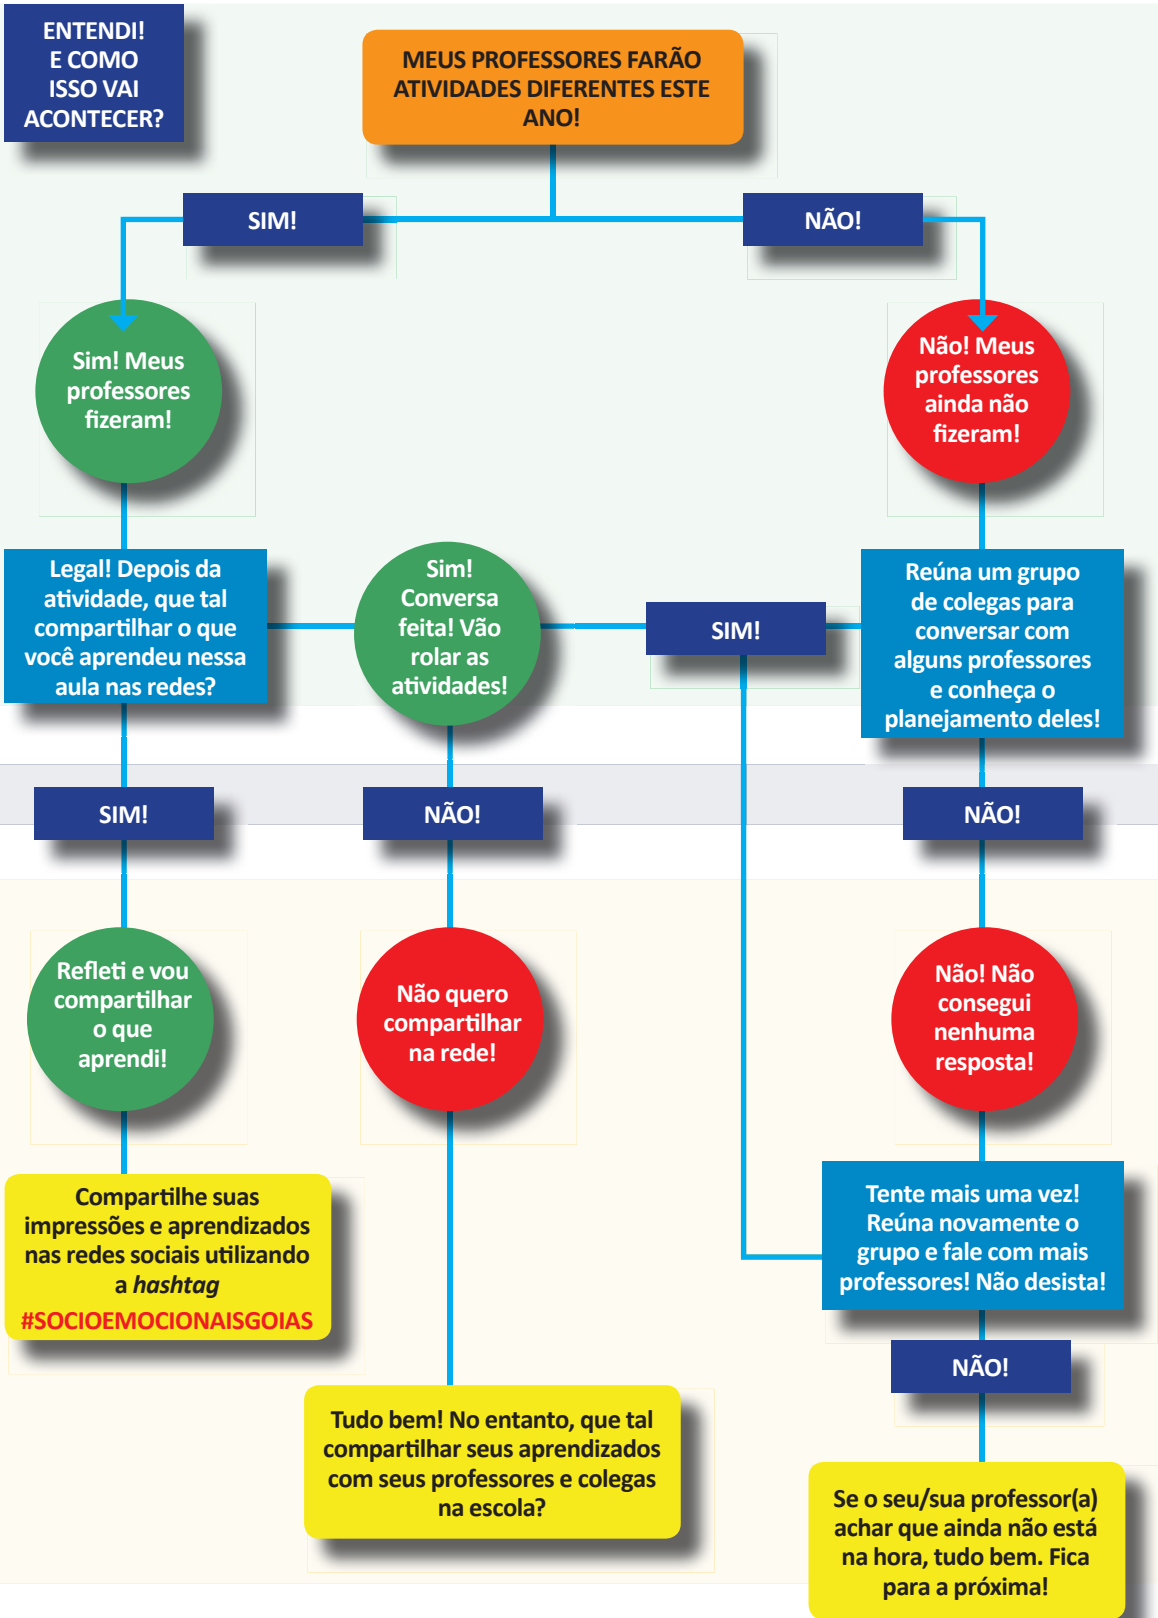 ENTENDI!
E COMO
ISSO VAI
ACONTECER?
MEUS PROFESSORES FARÃO
ATIVIDADES DIFERENTES ESTE
ANO!
SIM!
NÃO!
Sim! Meus
professores
fizeram!
Não! Meus
professores
ainda não
fizeram!
Legal! Depois da
atividade, que tal
compartilhar o que
você aprendeu nessa
aula nas redes?
Sim!
Conversa
feita! Vão
rolar as
atividades!
SIM!
Reúna um grupo
de colegas para
conversar com
alguns professores
e conheça o
planejamento deles!
SIM!
NÃO!
NÃO!
Refleti e vou
compartilhar
o que
aprendi!
Não quero
compartilhar
na rede!
Não! Não
consegui
nenhuma
resposta!
Compartilhe suas
impressões e aprendizados
nas redes sociais utilizando
a hashtag
#SOCIOEMOCIONAISGOIAS
Tente mais uma vez!
Reúna novamente o
grupo e fale com mais
professores! Não desista!
NÃO!
Tudo bem! No entanto, que tal
compartilhar seus aprendizados
com seus professores e colegas
na escola?
Se o seu/sua professor(a)
achar que ainda não está
na hora, tudo bem. Fica
para a próxima!